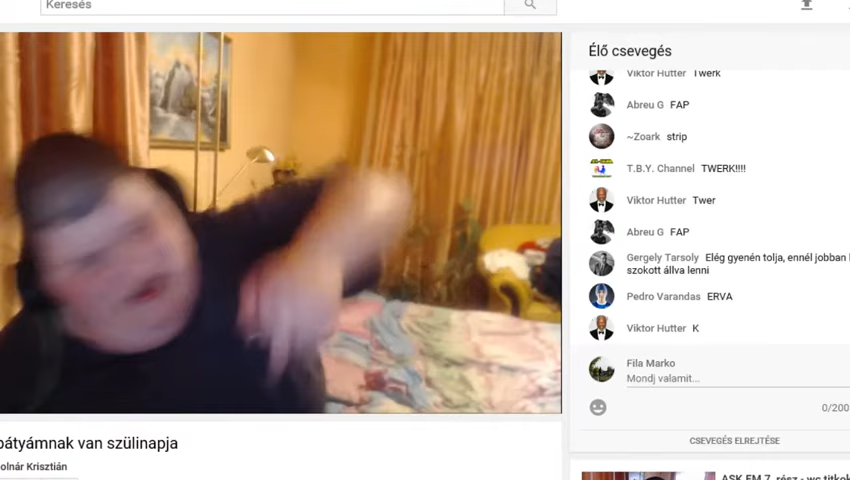 Keresés
Élő csevegés
Viktor Hutter Twerk
Abreu G FAP
~Zoark strip
T.B.Y. Channel TWERK!!!!
Viktor Hutter Twer
Abreu G FAP
Gergely Tarsoly Elég gyenén tolja, ennél jobban
szokott állva lenni
Pedro Varandas ERVA
Viktor Hutter K
Fila Marko
Mondj valamit...
0/200
CSEVEGÉS ELREJTÉSE
bátyámnak van szülinapja
olnár Krisztián
ASK.FM 7. rész - wc titkok